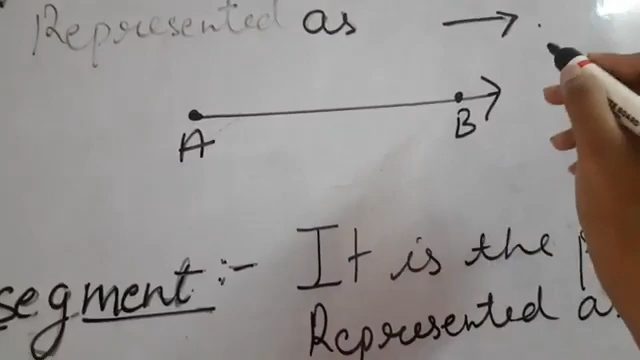 Represented as
A B
segment :- It is the
Represented a